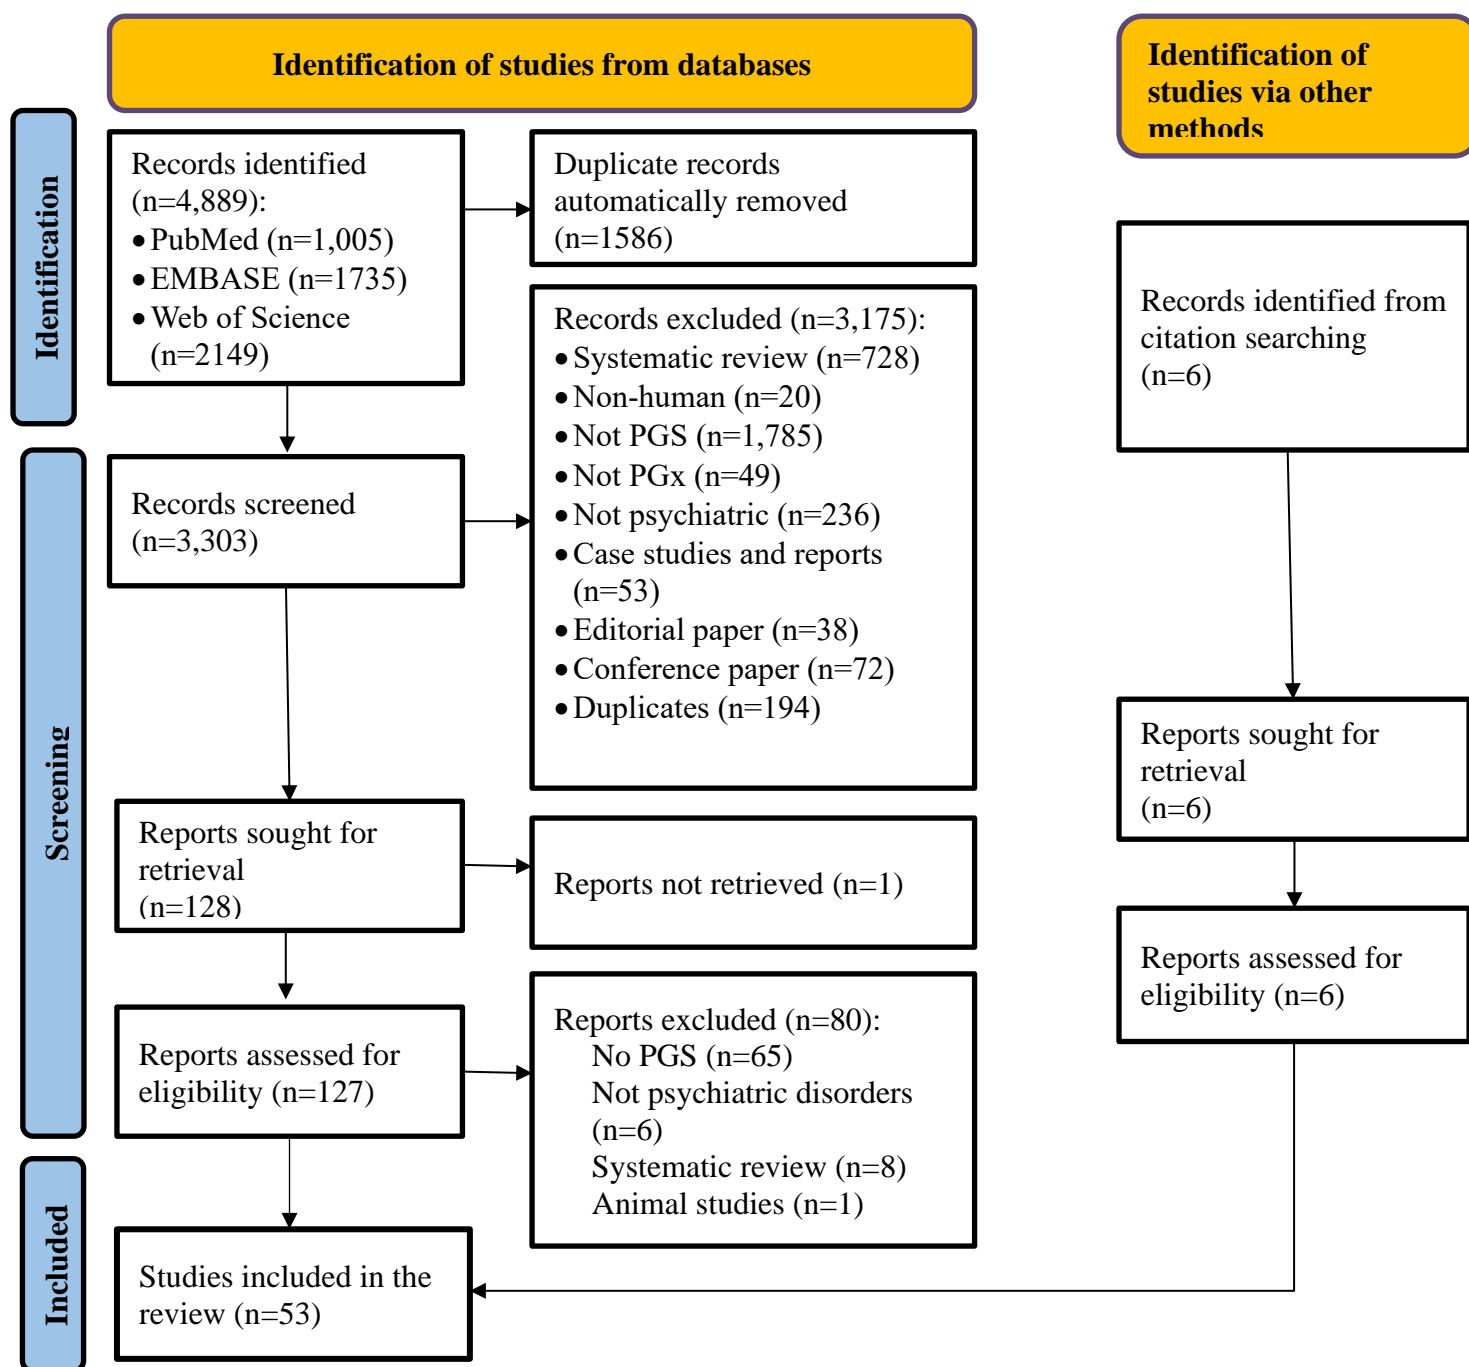 Identification of studies from databases
Identification of
studies via other
methods
Identification
Records identified
(n=4,889):
• PubMed (n=1,005)
• EMBASE (n=1735)
• Web of Science
(n=2149)
Duplicate records
automatically removed
(n=1586)
Records identified from
citation searching
(n=6)
Screening
Records screened
(n=3,303)
Records excluded (n=3,175):
• Systematic review (n=728)
• Non-human (n=20)
• Not PGS (n=1,785)
• Not PGx (n=49)
• Not psychiatric (n=236)
• Case studies and reports
(n=53)
• Editorial paper (n=38)
• Conference paper (n=72)
• Duplicates (n=194)
Reports sought for
retrieval
(n=128)
Reports not retrieved (n=1)
Reports sought for
retrieval
(n=6)
Reports assessed for
eligibility (n=127)
Reports excluded (n=80):
No PGS (n=65)
Not psychiatric disorders
(n=6)
Systematic review (n=8)
Animal studies (n=1)
Reports assessed for
eligibility (n=6)
Included
Studies included in the
review (n=53)